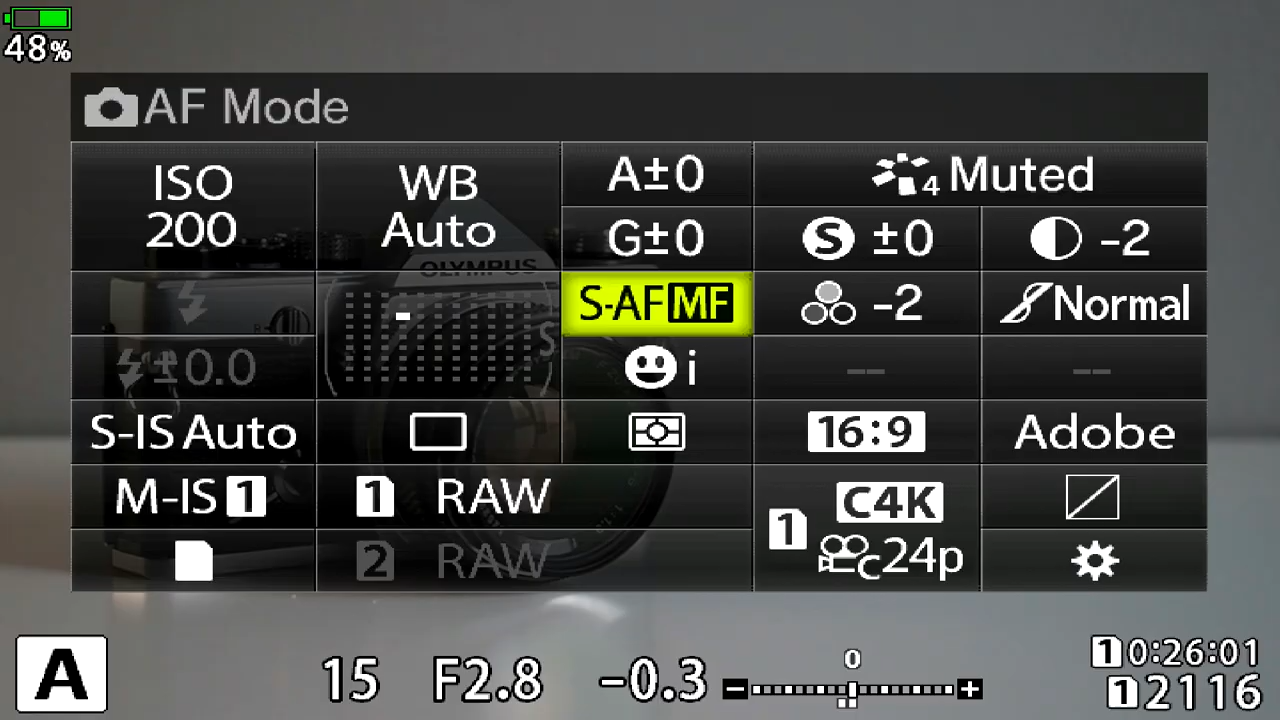 48%
AF Mode
ISO 200
WB Auto
A±0
4 Muted
G±0
S ±0
-2
OLYMPUS
S-AF MF
-2
Normal
±0.0
S
i
--
--
S-IS Auto
16:9
Adobe
M-IS 1
1 RAW
1 C4K C24p
2 RAW
A
15 F2.8 -0.3
0
- +
1 0:26:01
1 2116